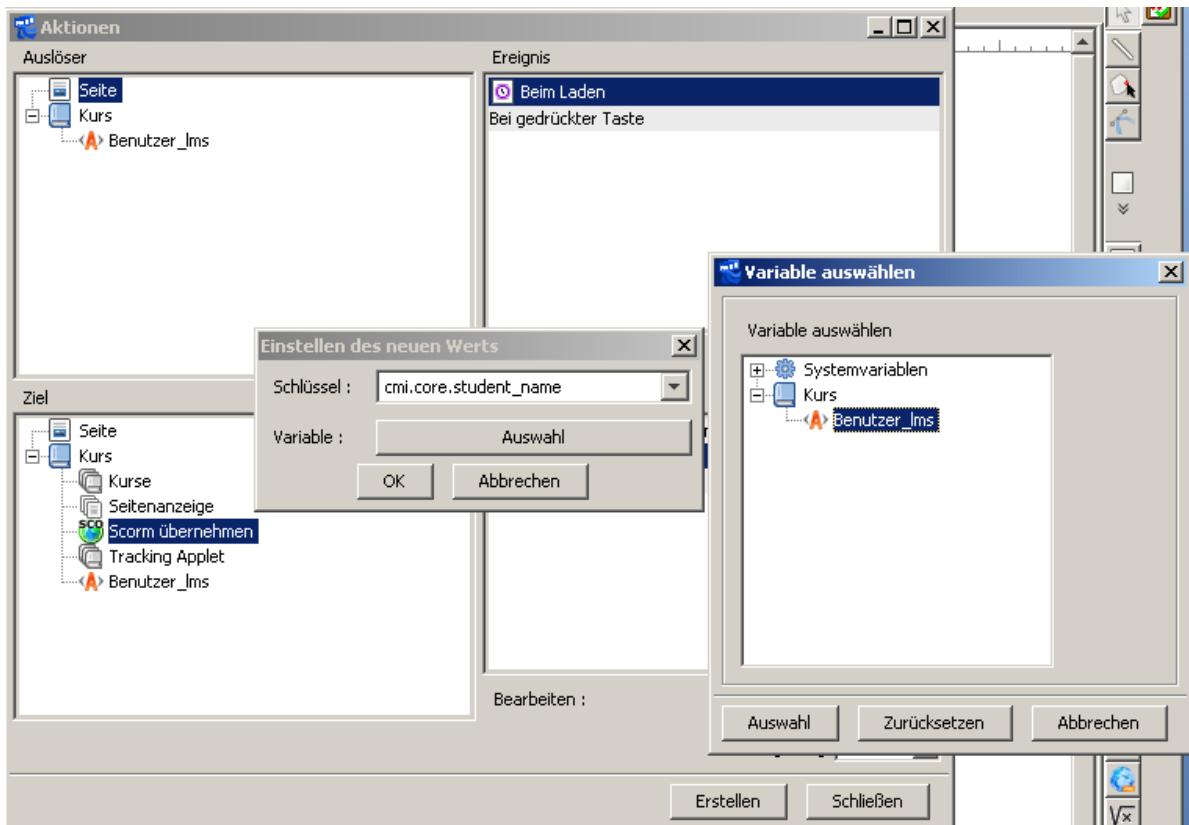 Aktionen
Auslöser
Seite
Kurs
<A> Benutzer_lms
Ereignis
Beim Laden
Bei gedrückter Taste
Ziel
Seite
Kurs
Kurse
Seitenanzeige
SCO
Scorm übernehmen
Tracking Applet
<A> Benutzer_lms
Bearbeiten :
Erstellen
Schließen
Einstellen des neuen Werts
Schlüssel :
cmi.core.student_name
Variable :
Auswahl
OK
Abbrechen
Variable auswählen
Variable auswählen
Systemvariablen
Kurs
<A> Benutzer_lms
Auswahl
Zurücksetzen
Abbrechen
√x